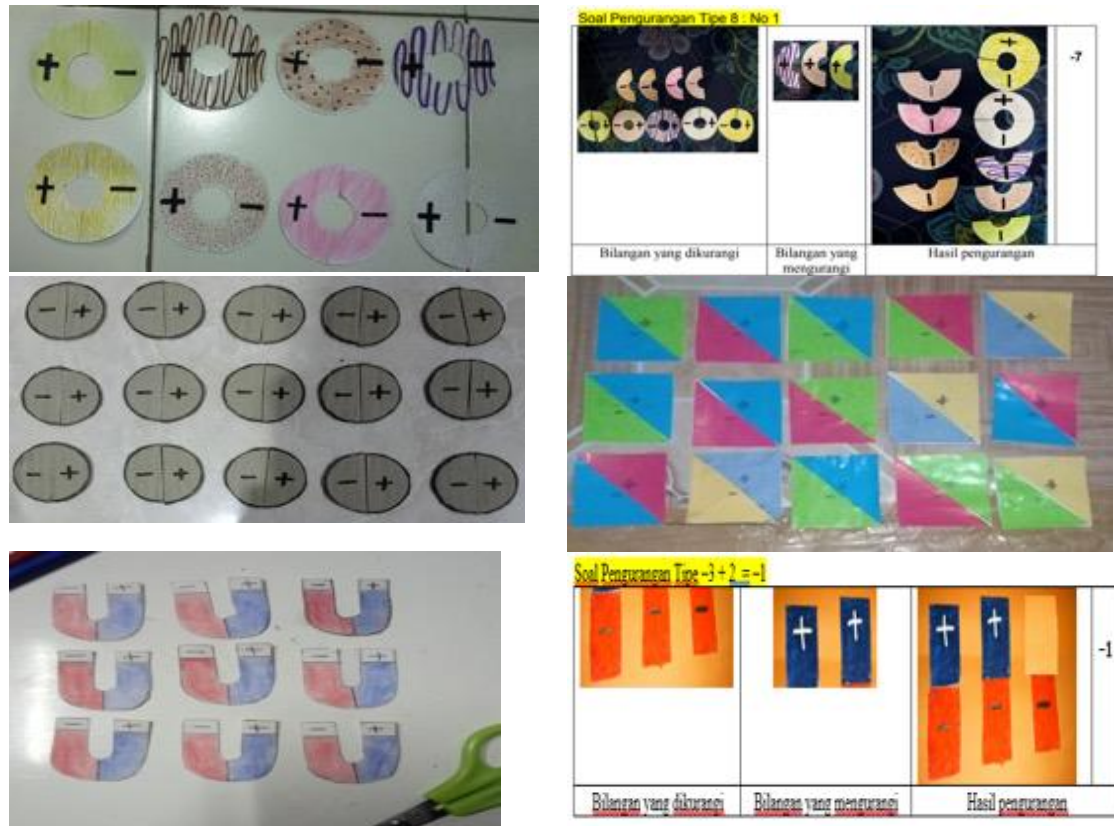 Soal Pengurangan Tipe 8 : No 1
-7
Bilangan yang dikurangi
Bilangan yang
mengurangi
Hasil pengurangan
Soal Pengurangan Tipe –3 + 2 = –1
-1
Bilangan yang dikurangi
Bilangan yang mengurangi
Hasil pengurangan